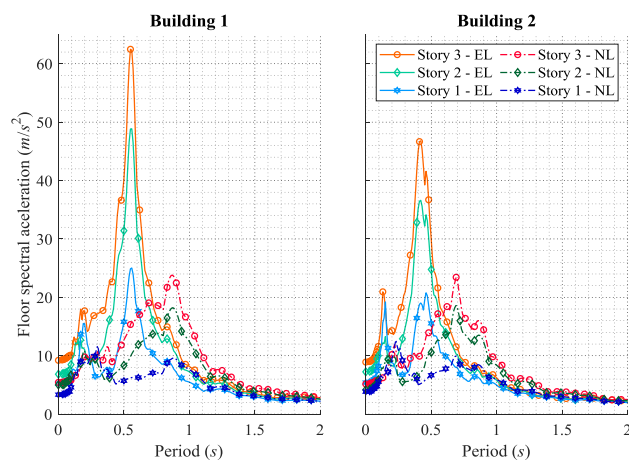 Building 1
Building 2
Floor spectral aceleration (m/s²)
60
50
40
30
20
10
5
0
0
0.5
1
1.5
2
Period (s)
Story 3 - EL
Story 2 - EL
Story 1 - EL
Story 3 - NL
Story 2 - NL
Story 1 - NL
0
0.5
1
1.5
2
Period (s)